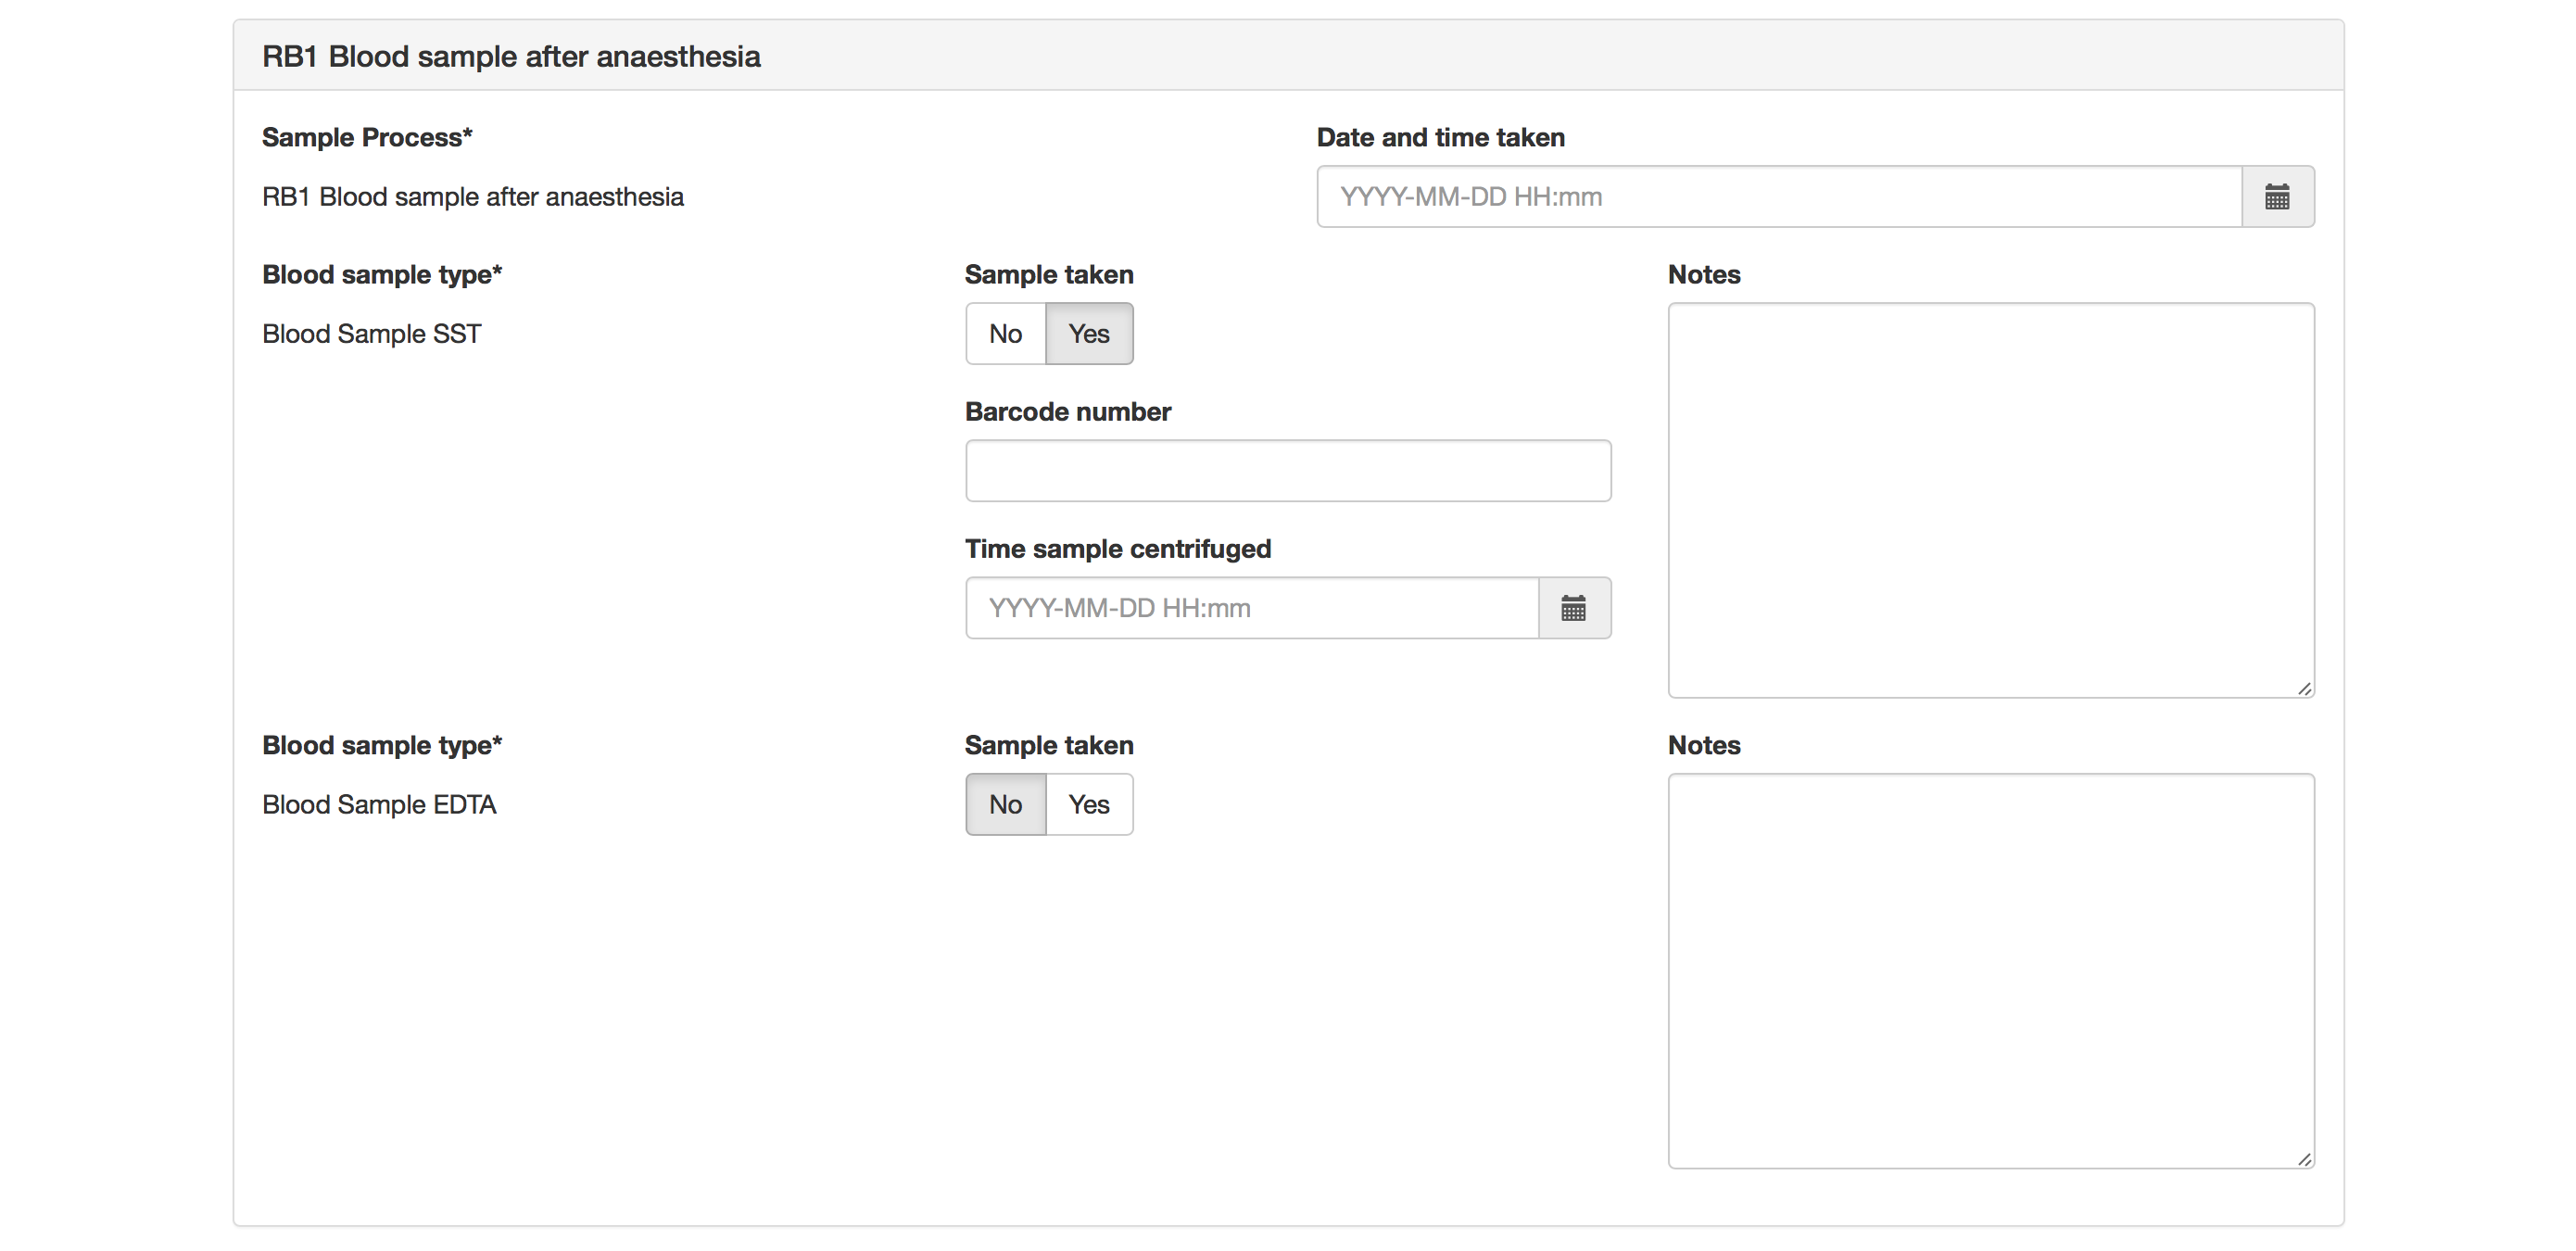 RB1 Blood sample after anaesthesia
Sample Process*
Date and time taken
RB1 Blood sample after anaesthesia
YYYY-MM-DD HH:mm
Blood sample type*
Sample taken
Notes
Blood Sample SST
No Yes
Barcode number
Time sample centrifuged
YYYY-MM-DD HH:mm
Blood sample type*
Sample taken
Notes
Blood Sample EDTA
No Yes